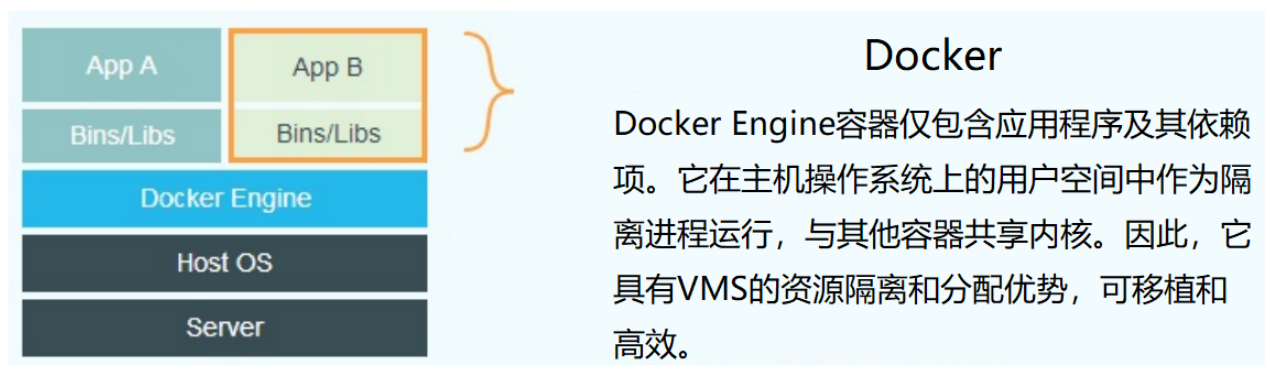 App A
App B
Bins/Libs
Bins/Libs
Docker Engine
Host OS
Server
Docker
Docker Engine容器仅包含应用程序及其依赖
项。它在主机操作系统上的用户空间中作为隔
离进程运行，与其他容器共享内核。因此，它
具有VMS的资源隔离和分配优势，可移植和
高效。